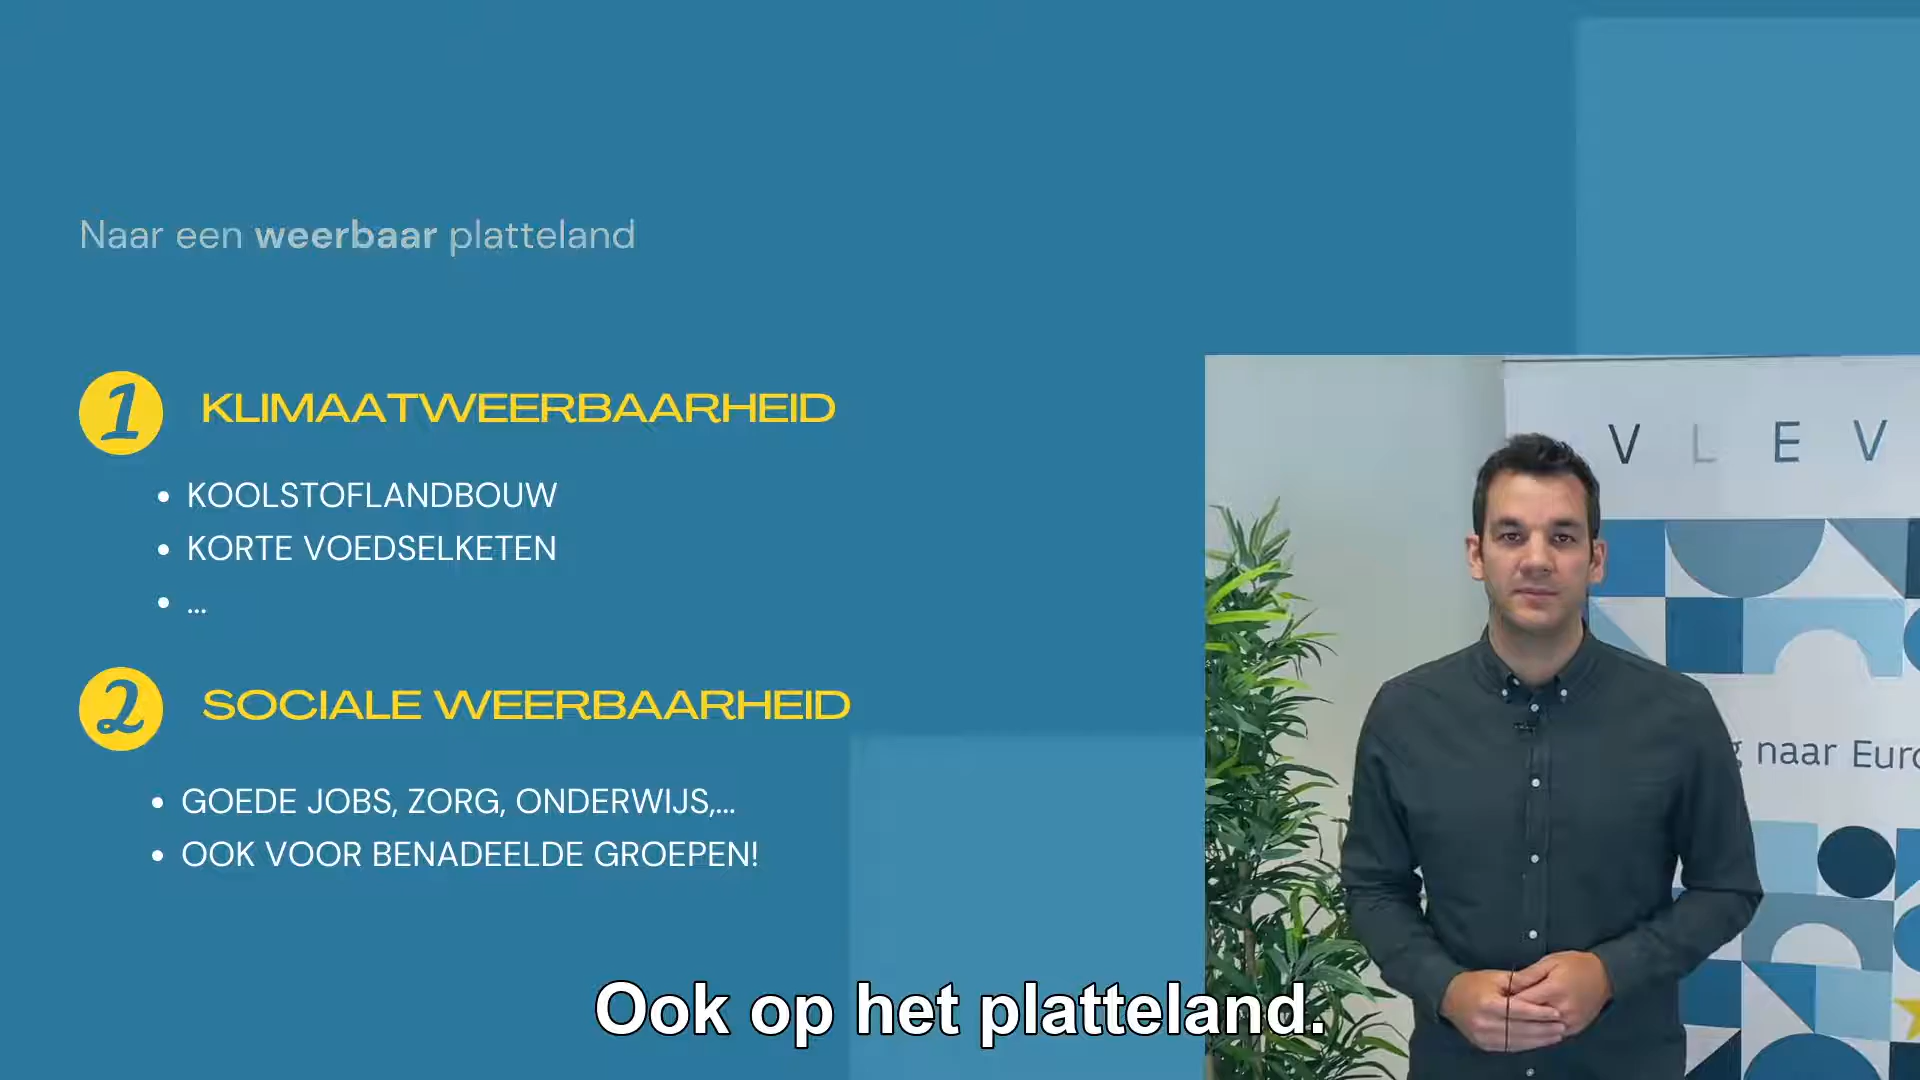 Naar een weerbaar platteland
1 KLIMAATWEERBAARHEID
• KOOLSTOFLANDBOUW
• KORTE VOEDSELKETEN
• ...
2 SOCIALE WEERBAARHEID
• GOEDE JOBS, ZORG, ONDERWIJS,...
• OOK VOOR BENADEELDE GROEPEN!
V L E V
naar
Ook op het platteland.